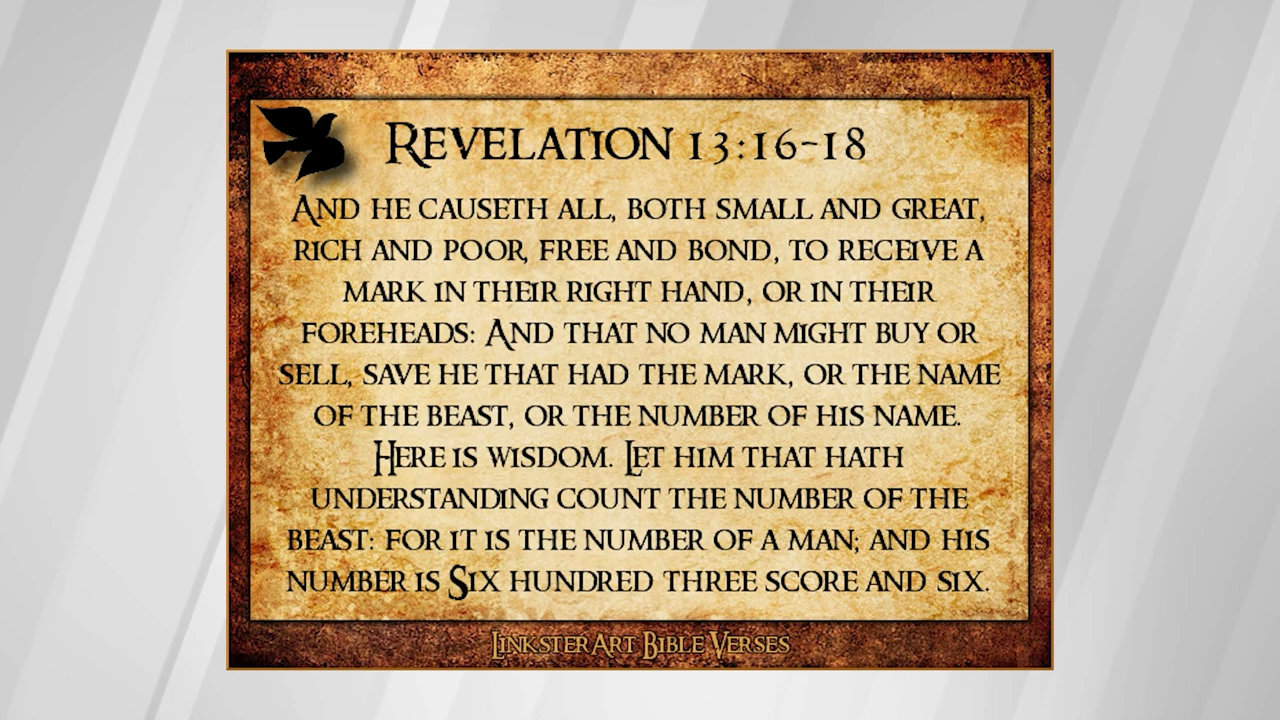 Revelation 13:16-18
And he causeth all, both small and great,
rich and poor, free and bond, to receive a
mark in their right hand, or in their
foreheads: And that no man might buy or
sell, save he that had the mark, or the name
of the beast, or the number of his name.
Here is wisdom. Let him that hath
understanding count the number of the
beast: for it is the number of a man; and his
number is Six hundred three score and six.
LinksterArt Bible Verses